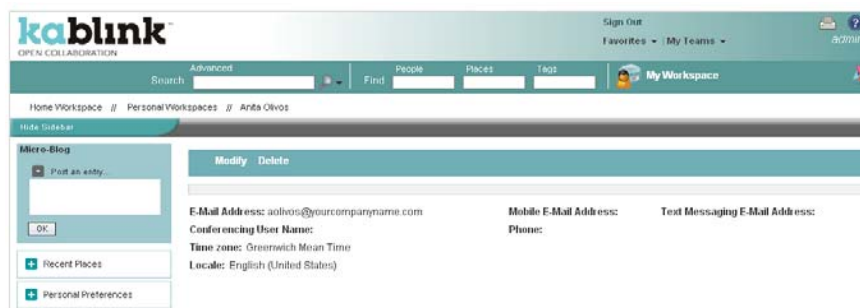 kablink
OPEN COLLABORATION
Sign Out
Favorites My Teams
admin
Advanced
Search
Find
People Places Tags
My Workspace
Home Workspace // Personal Workspaces // Anita Olivos
Hide Sidebar
Micro-Blog
Post an entry...
OK
Recent Places
Personal Preferences
Modify Delete
E-Mail Address: aolivos@yourcompanyname.com Mobile E-Mail Address: Text Messaging E-Mail Address:
Conferencing User Name: Phone:
Time zone: Greenwich Mean Time
Locale: English (United States)